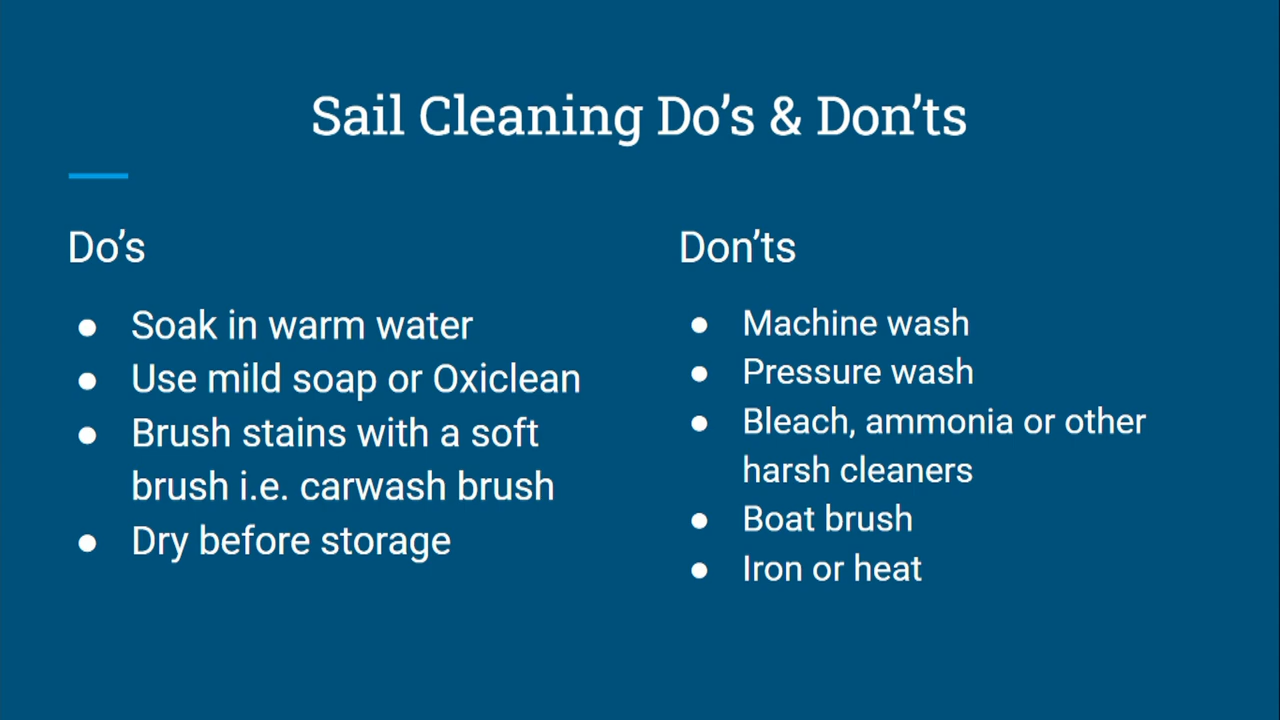 Sail Cleaning Do’s & Don’ts
Do’s
● Soak in warm water
● Use mild soap or Oxiclean
● Brush stains with a soft
brush i.e. carwash brush
● Dry before storage
Don’ts
● Machine wash
● Pressure wash
● Bleach, ammonia or other
harsh cleaners
● Boat brush
● Iron or heat